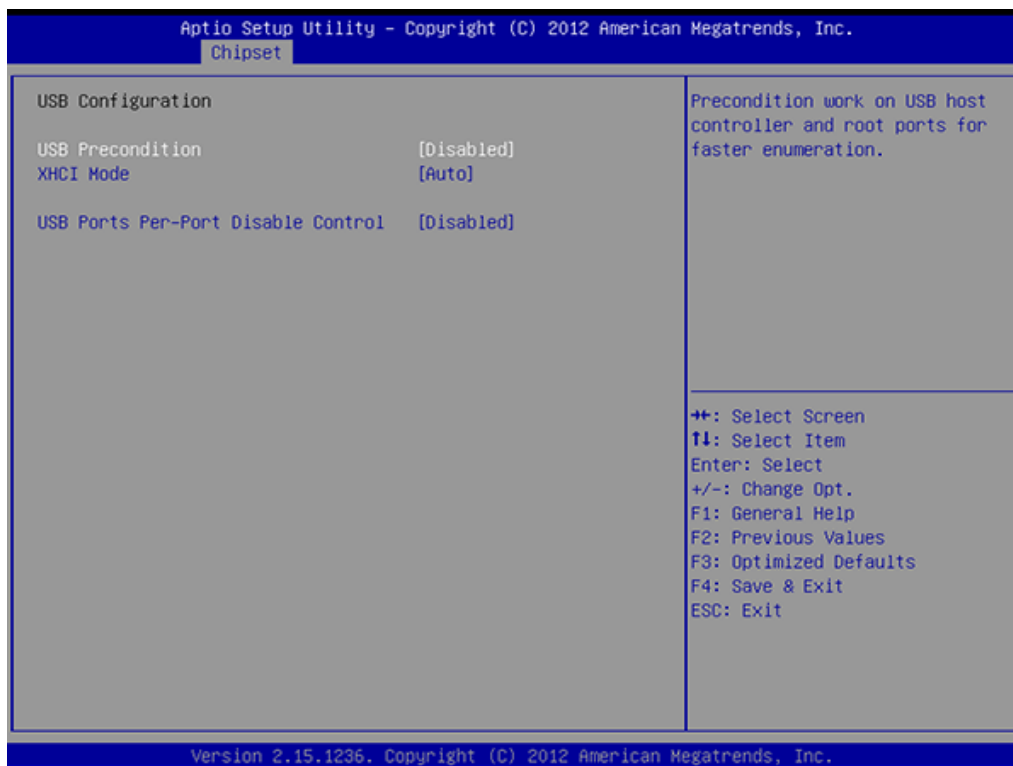 Aptio Setup Utility - Copyright (C) 2012 American Megatrends, Inc.
Chipset
USB Configuration
USB Precondition [Disabled]
XHCI Mode [Auto]
USB Ports Per-Port Disable Control [Disabled]
Precondition work on USB host
controller and root ports for
faster enumeration.
→←: Select Screen
↑↓: Select Item
Enter: Select
+/-: Change Opt.
F1: General Help
F2: Previous Values
F3: Optimized Defaults
F4: Save & Exit
ESC: Exit
Version 2.15.1236. Copyright (C) 2012 American Megatrends, Inc.